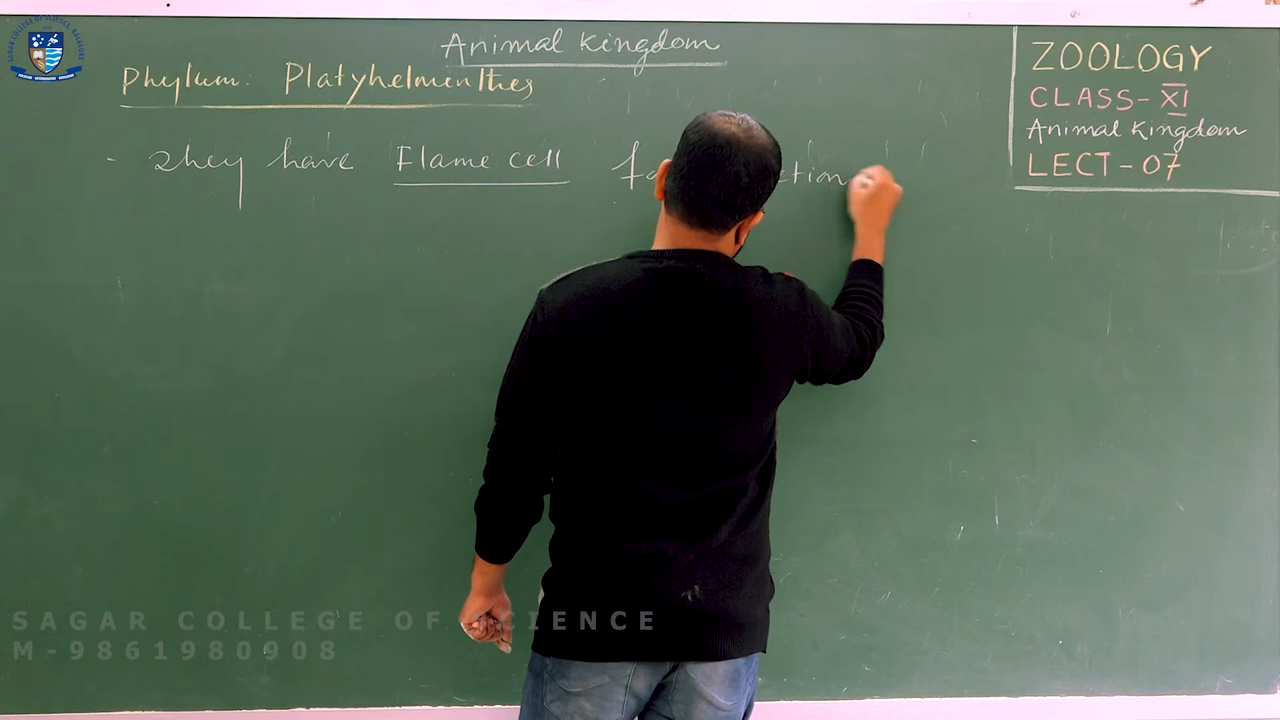 Animal Kingdom
Phylum: Platyhelminthes
- They have Flame cell
ZOOLOGY
CLASS-XI
Animal Kingdom
LECT-07
SAGAR COLLEGE OF SCIENCE
M-9861980908